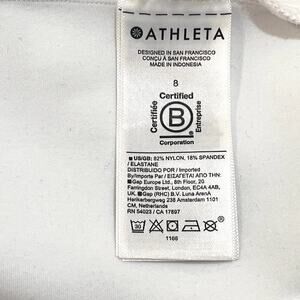 ATHLETA
DESIGNED IN SAN FRANCISCO
CONÇU À SAN FRANCISCO
MADE IN INDONESIA
8
Certified
Certifiée
B
Entreprise
Corporation
US/GB: 82% NYLON, 18% SPANDEX
/ ELASTANE
DISTRIBUIDO POR / Imported
By/Importe Par / ΕΙΣΑΓΕΤΑΙ ΑΠΟ ΤΗΝ:
Gap Europe Ltd., 8th Floor, 20
Farringdon Street, London, EC4A 4AB,
UK. Gap (RHC) B.V. Luna ArenA
Herikerbergweg 238 Amsterdam 1101
CM, Netherlands
RN 54023 / CA 17897
30
1166